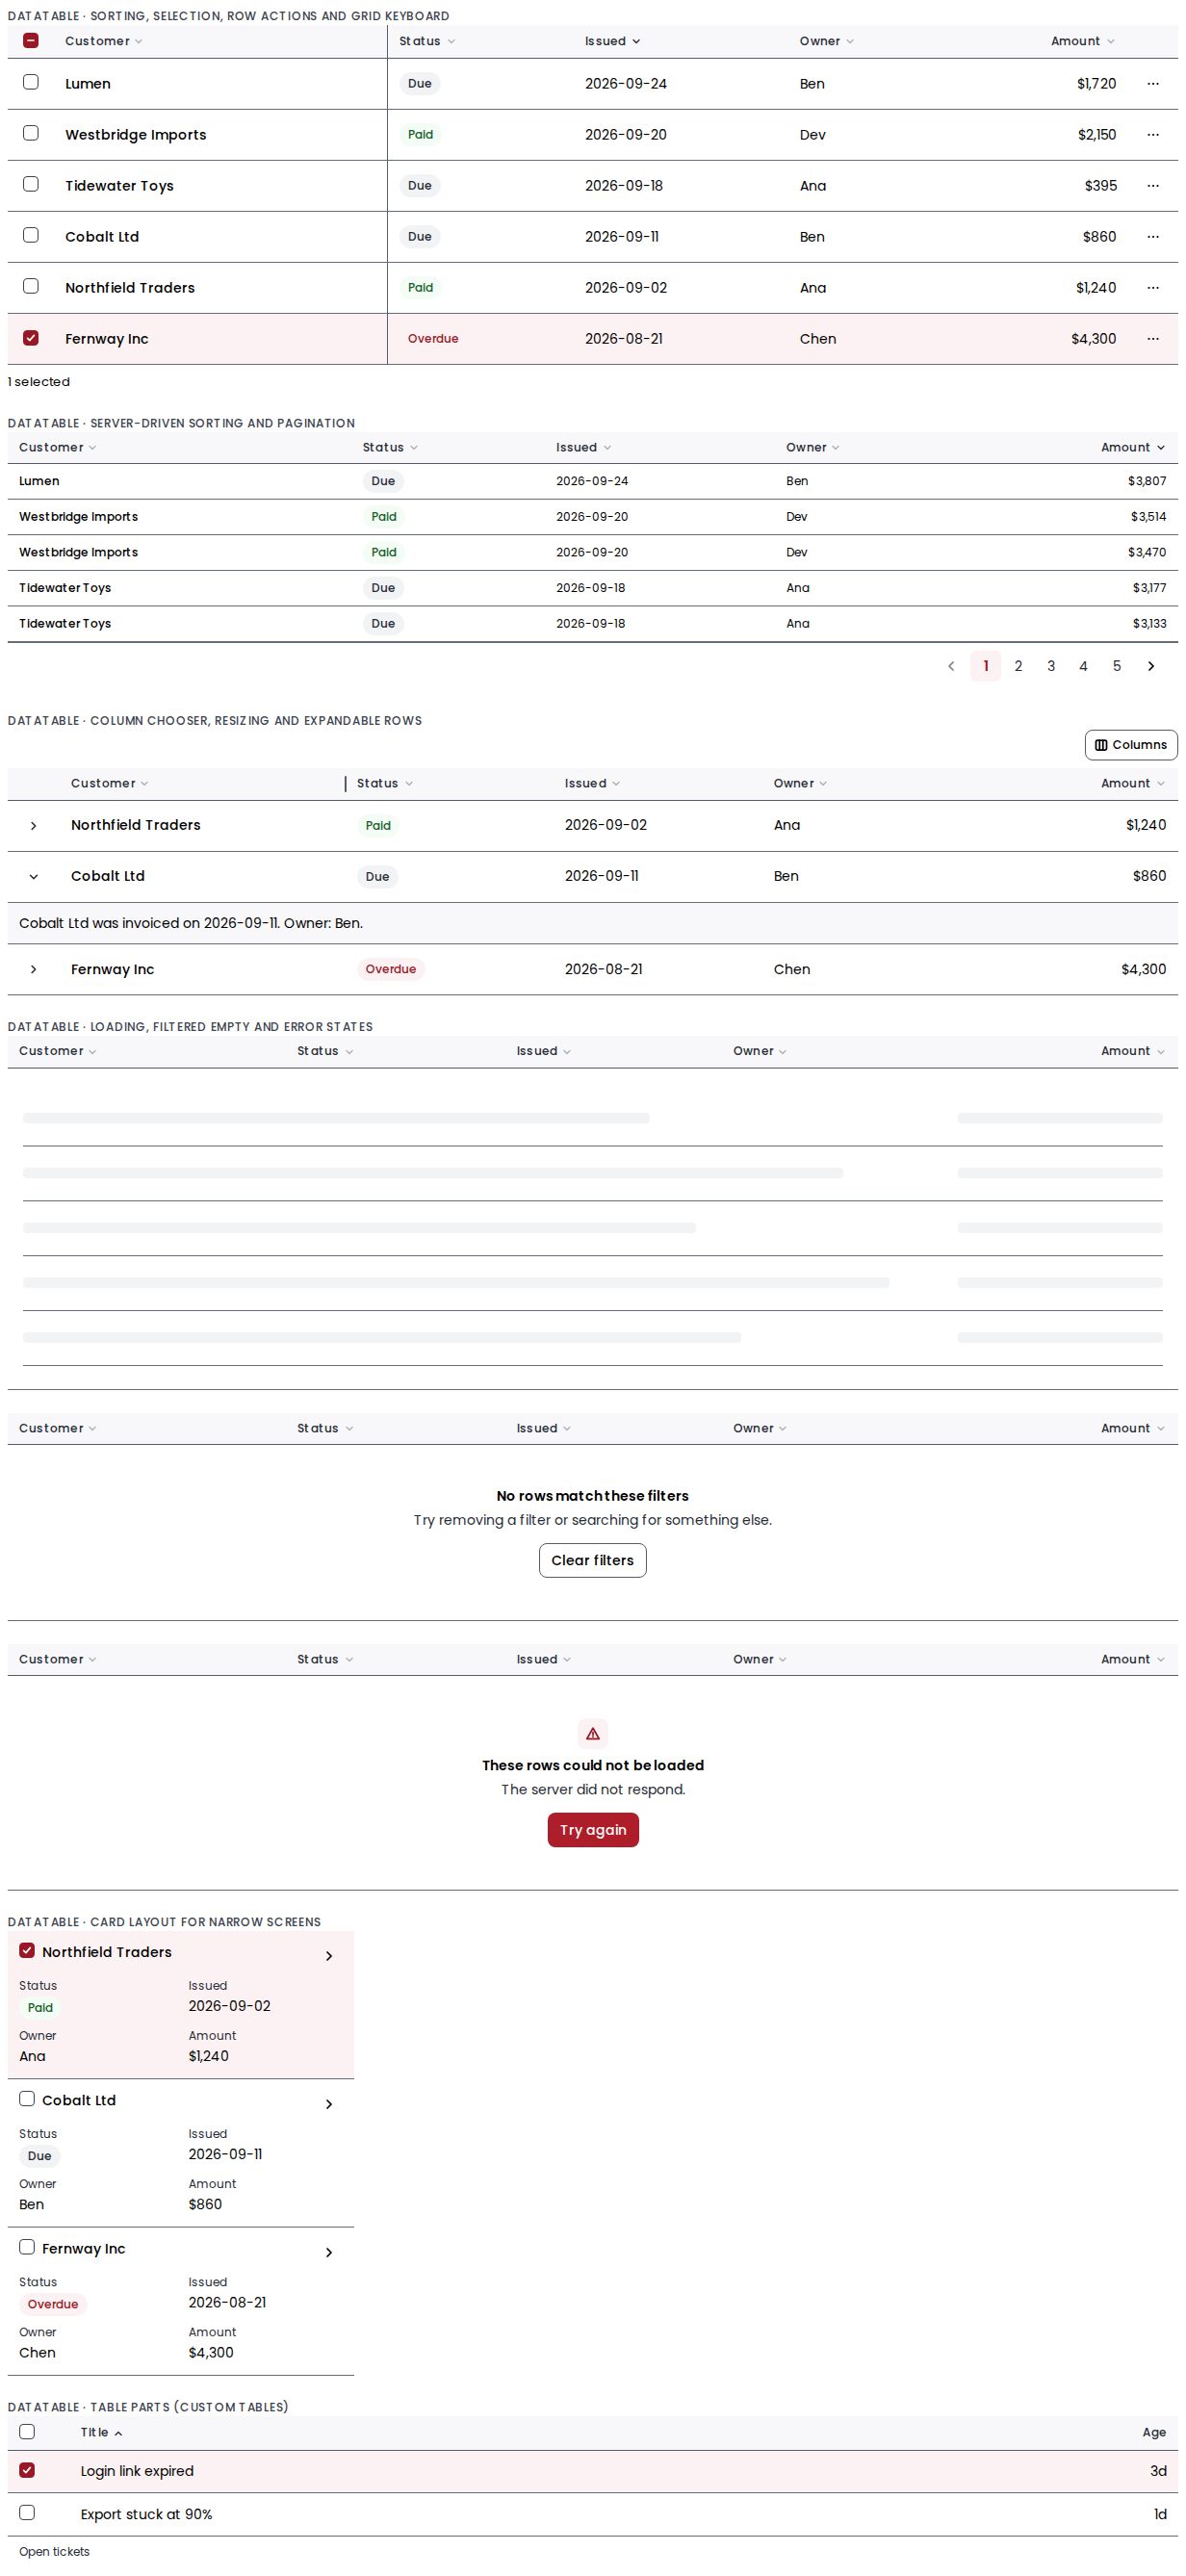 DATATABLE · SORTING, SELECTION, ROW ACTIONS AND GRID KEYBOARD
Customer Status Issued Owner Amount
Lumen Due 2026-09-24 Ben $1,720
Westbridge Imports Paid 2026-09-20 Dev $2,150
Tidewater Toys Due 2026-09-18 Ana $395
Cobalt Ltd Due 2026-09-11 Ben $860
Northfield Traders Paid 2026-09-02 Ana $1,240
Fernway Inc Overdue 2026-08-21 Chen $4,300
1 selected
DATATABLE · SERVER-DRIVEN SORTING AND PAGINATION
Customer Status Issued Owner Amount
Lumen Due 2026-09-24 Ben $3,807
Westbridge Imports Paid 2026-09-20 Dev $3,514
Westbridge Imports Paid 2026-09-20 Dev $3,470
Tidewater Toys Due 2026-09-18 Ana $3,177
Tidewater Toys Due 2026-09-18 Ana $3,133
1 2 3 4 5
DATATABLE · COLUMN CHOOSER, RESIZING AND EXPANDABLE ROWS
Columns
Customer Status Issued Owner Amount
Northfield Traders Paid 2026-09-02 Ana $1,240
Cobalt Ltd Due 2026-09-11 Ben $860
Cobalt Ltd was invoiced on 2026-09-11. Owner: Ben.
Fernway Inc Overdue 2026-08-21 Chen $4,300
DATATABLE · LOADING, FILTERED EMPTY AND ERROR STATES
Customer Status Issued Owner Amount
Customer Status Issued Owner Amount
No rows match these filters
Try removing a filter or searching for something else.
Clear filters
Customer Status Issued Owner Amount
These rows could not be loaded
The server did not respond.
Try again
DATATABLE · CARD LAYOUT FOR NARROW SCREENS
Northfield Traders
Status Issued
Paid 2026-09-02
Owner Amount
Ana $1,240
Cobalt Ltd
Status Issued
Due 2026-09-11
Owner Amount
Ben $860
Fernway Inc
Status Issued
Overdue 2026-08-21
Owner Amount
Chen $4,300
DATATABLE · TABLE PARTS (CUSTOM TABLES)
Title Age
Login link expired 3d
Export stuck at 90% 1d
Open tickets